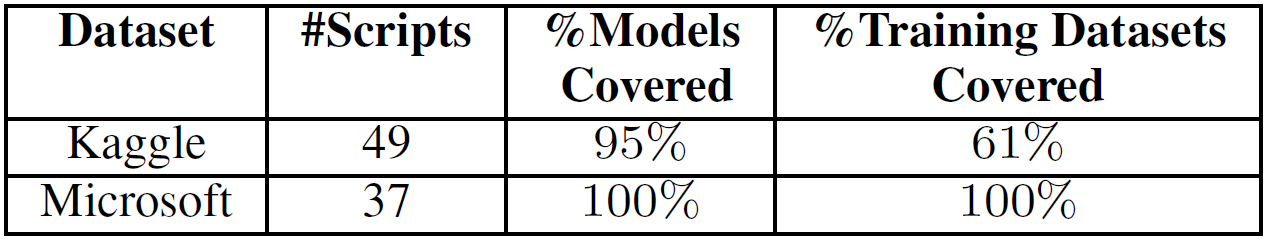 Dataset #Scripts %Models Covered %Training Datasets Covered
Kaggle 49 95% 61%
Microsoft 37 100% 100%